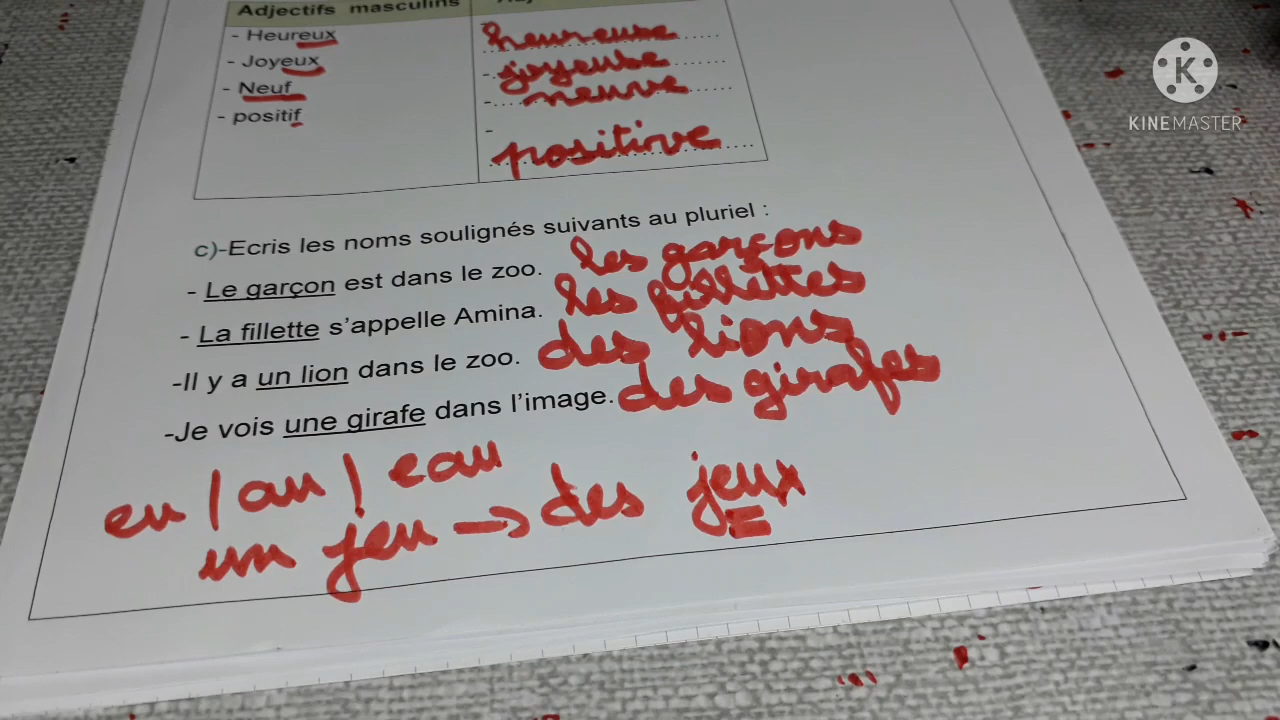 Adjectifs masculins
- Heureux heureuse
- Joyeux - joyeuse
- Neuf - neuve
- positif - positive
c)-Ecris les noms soulignés suivants au pluriel :
- Le garçon est dans le zoo. les garçons
- La fillette s'appelle Amina. les fillettes
-Il y a un lion dans le zoo. des lions
-Je vois une girafe dans l'image. des girafes
eu / au / eau
un jeu → des jeux
K
KINEMASTER